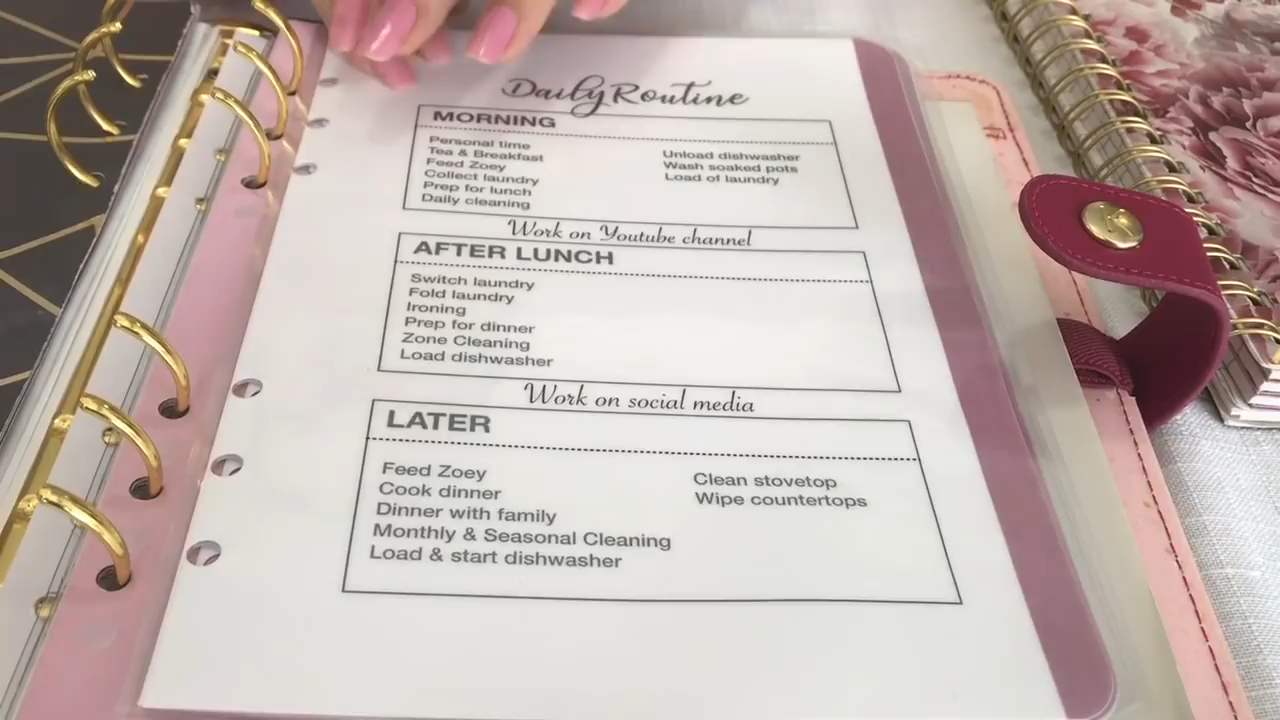 Daily Routine
MORNING
Personal time
Tea & Breakfast
Feed Zoey
Collect laundry
Prep for lunch
Daily cleaning
Unload dishwasher
Wash soaked pots
Load of laundry
Work on Youtube channel
AFTER LUNCH
Switch laundry
Fold laundry
Ironing
Prep for dinner
Zone Cleaning
Load dishwasher
Work on social media
LATER
Feed Zoey
Cook dinner
Dinner with family
Monthly & Seasonal Cleaning
Load & start dishwasher
Clean stovetop
Wipe countertops
K